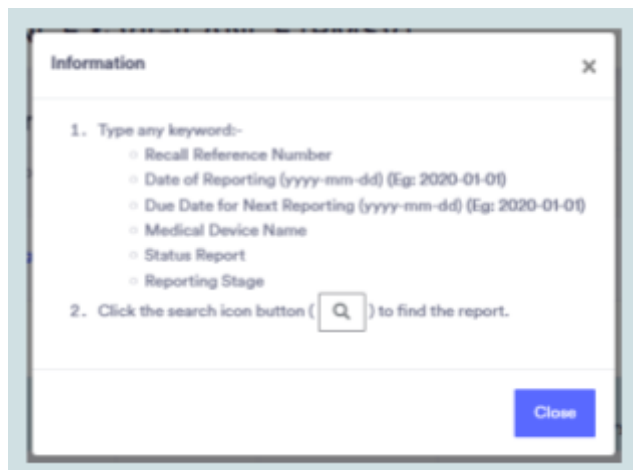 Information
×
1. Type any keyword:-
○ Recall Reference Number
○ Date of Reporting (yyyy-mm-dd) (Eg: 2020-01-01)
○ Due Date for Next Reporting (yyyy-mm-dd) (Eg: 2020-01-01)
○ Medical Device Name
○ Status Report
○ Reporting Stage
2. Click the search icon button ( ) to find the report.
Close